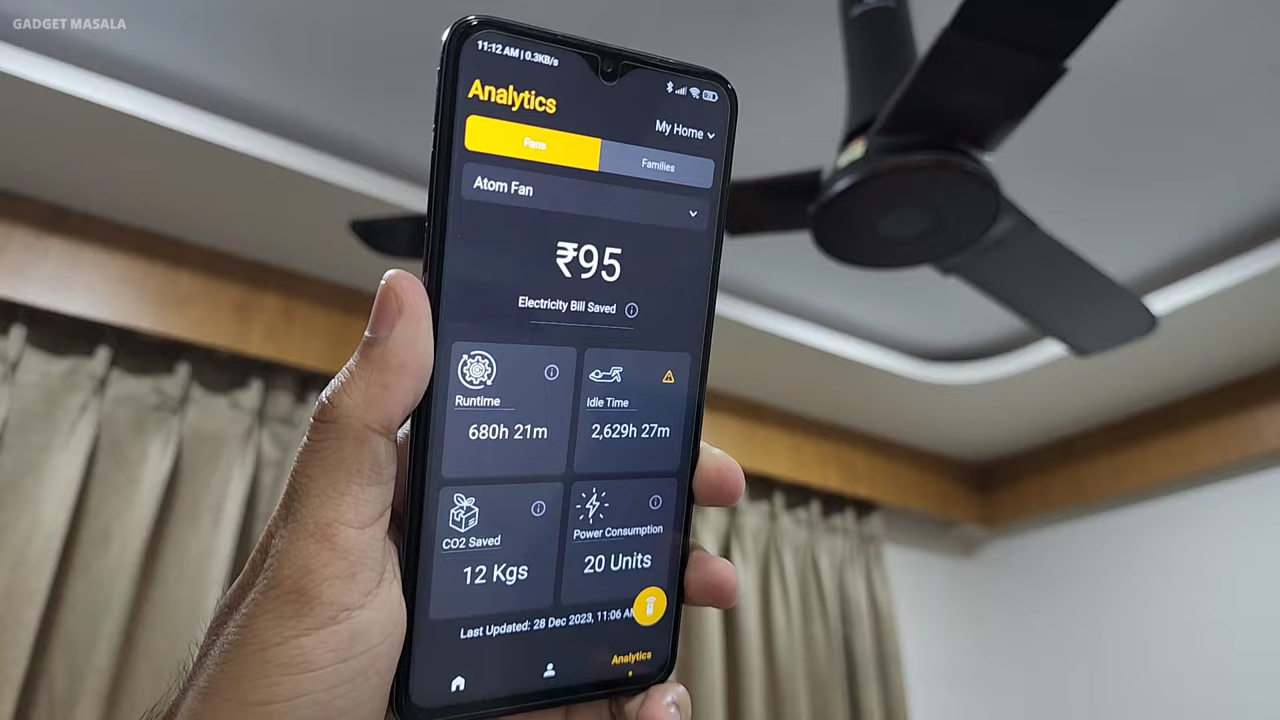 GADGET MASALA
11:12 AM | 0.3KB/s
Analytics
My Home
Fans
Families
Atom Fan
₹95
Electricity Bill Saved
Runtime
680h 21m
Idle Time
2,629h 27m
CO2 Saved
12 Kgs
Power Consumption
20 Units
Last Updated: 28 Dec 2023, 11:06 AM
Analytics